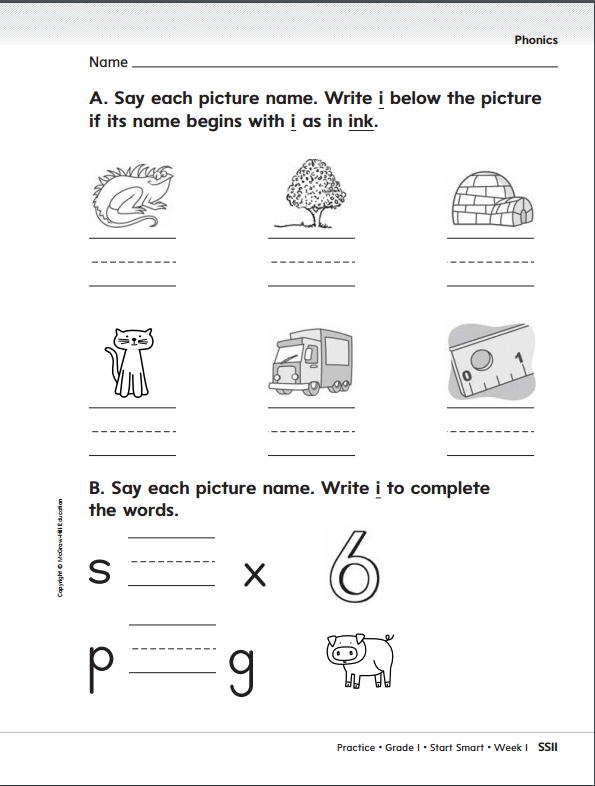 Phonics
Name
A. Say each picture name. Write i below the picture
if its name begins with i as in ink.
0 1
B. Say each picture name. Write i to complete
the words.
s x 6
p g
Copyright © McGraw-Hill Education
Practice • Grade 1 • Start Smart • Week 1 SS11